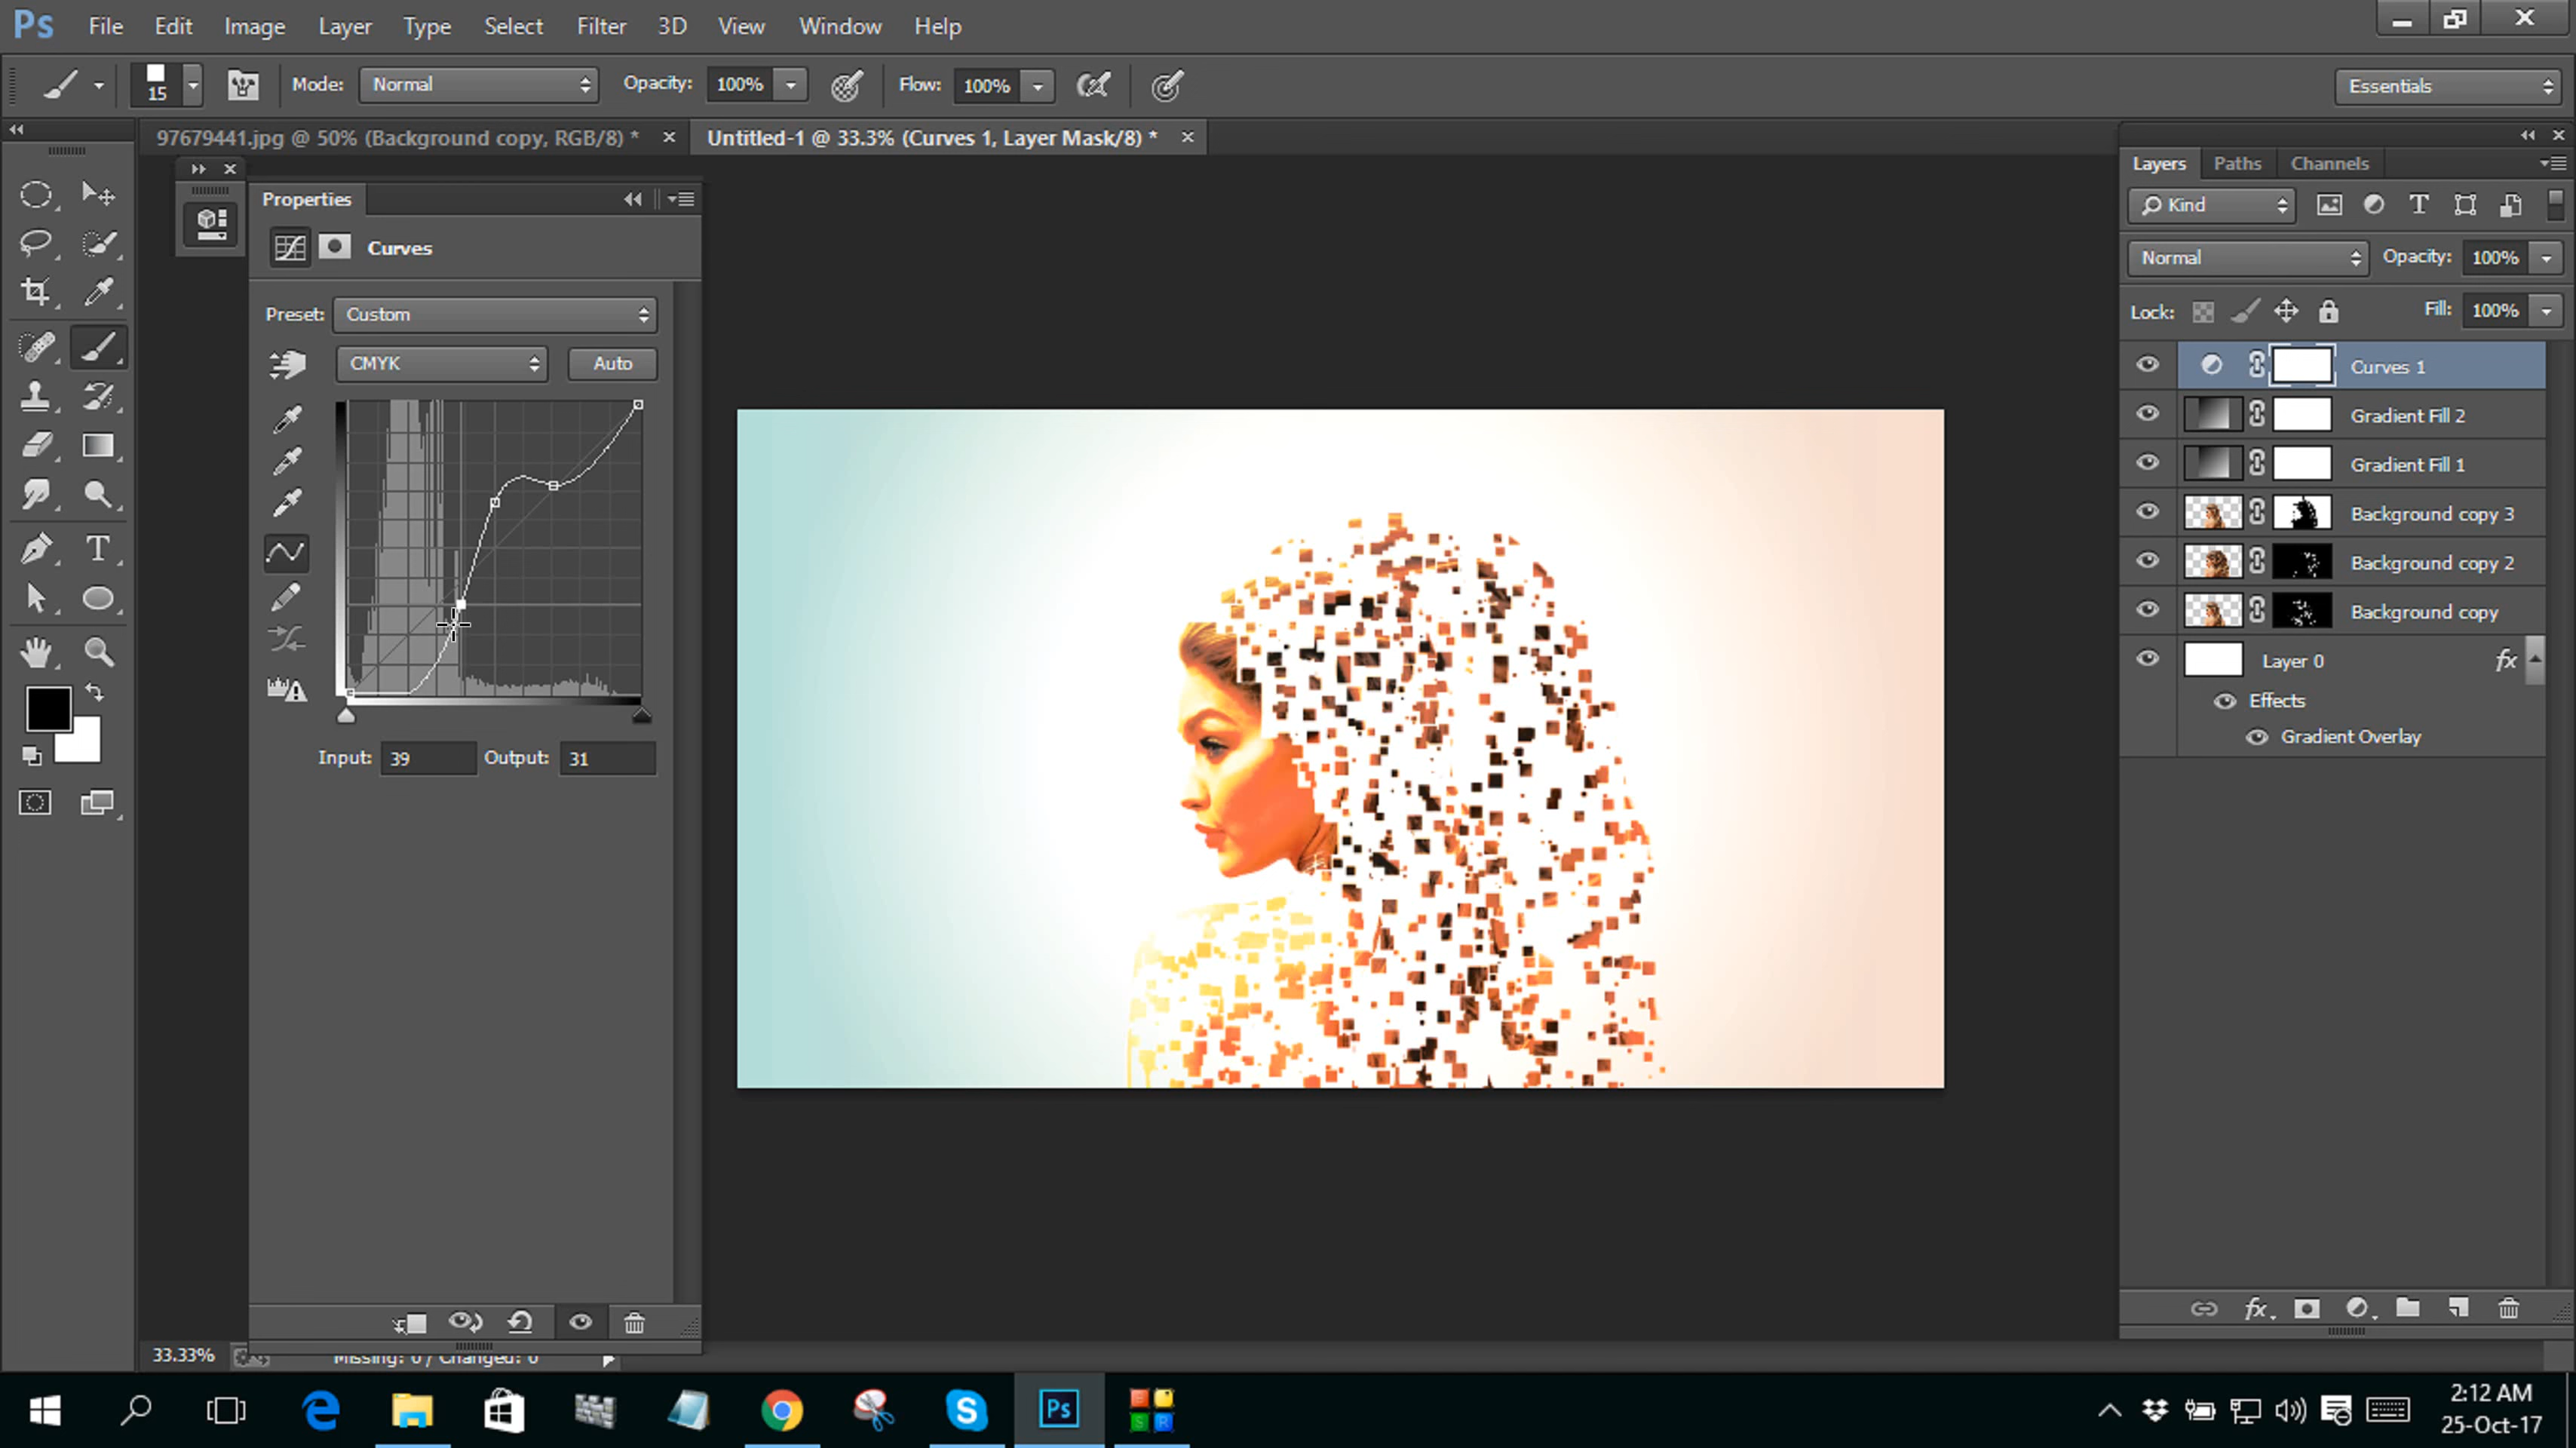 Ps File Edit Image Layer Type Select Filter 3D View Window Help
15 Mode: Normal Opacity: 100% Flow: 100% Essentials
97679441.jpg @ 50% (Background copy, RGB/8) * × Untitled-1 @ 33.3% (Curves 1, Layer Mask/8) * ×
Properties
Curves
Preset: Custom
CMYK Auto
Input: 39 Output: 31
Layers Paths Channels
Kind T
Normal Opacity: 100%
Lock: Fill: 100%
Curves 1
Gradient Fill 2
Gradient Fill 1
Background copy 3
Background copy 2
Background copy
Layer 0 fx
Effects
Gradient Overlay
fx
33.33% Missing: 0 / Changed: 0
S Ps E S R
2:12 AM
25-Oct-17